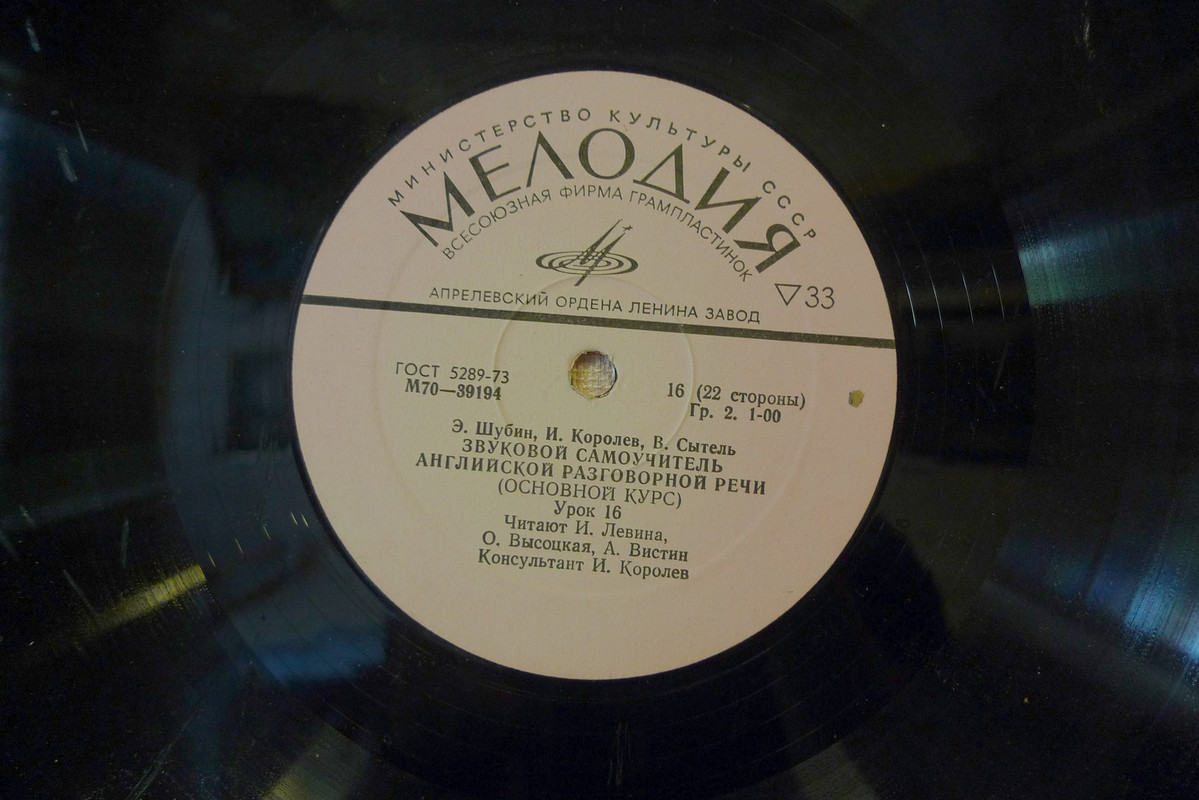 МИНИСТЕРСТВО КУЛЬТУРЫ СССР
МЕЛОДИЯ
ВСЕСОЮЗНАЯ ФИРМА ГРАМПЛАСТИНОК
▽33
АПРЕЛЕВСКИЙ ОРДЕНА ЛЕНИНА ЗАВОД
ГОСТ 5289-73
М70—39194
16 (22 стороны)
Гр. 2. 1-00
Э. Шубин, И. Королев, В. Сытель
ЗВУКОВОЙ САМОУЧИТЕЛЬ
АНГЛИЙСКОЙ РАЗГОВОРНОЙ РЕЧИ
(ОСНОВНОЙ КУРС)
Урок 16
Читают И. Левина,
О. Высоцкая, А. Вистин
Консультант И. Королев